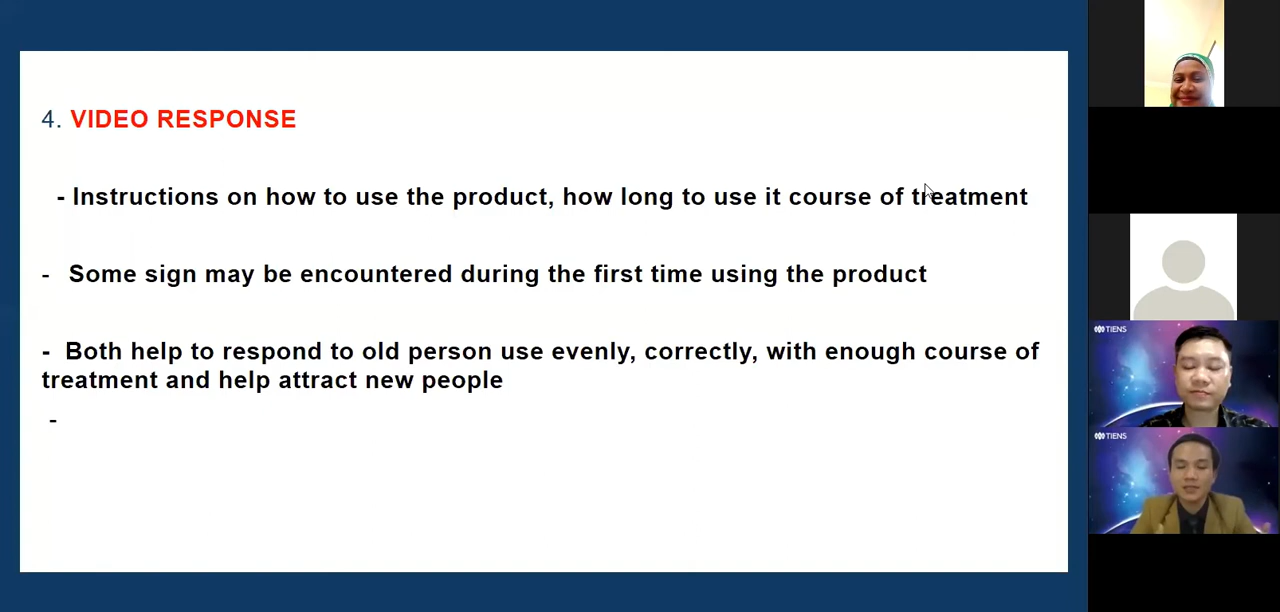 4. VIDEO RESPONSE
- Instructions on how to use the product, how long to use it course of treatment
- Some sign may be encountered during the first time using the product
- Both help to respond to old person use evenly, correctly, with enough course of
treatment and help attract new people
-
TIENS
TIENS